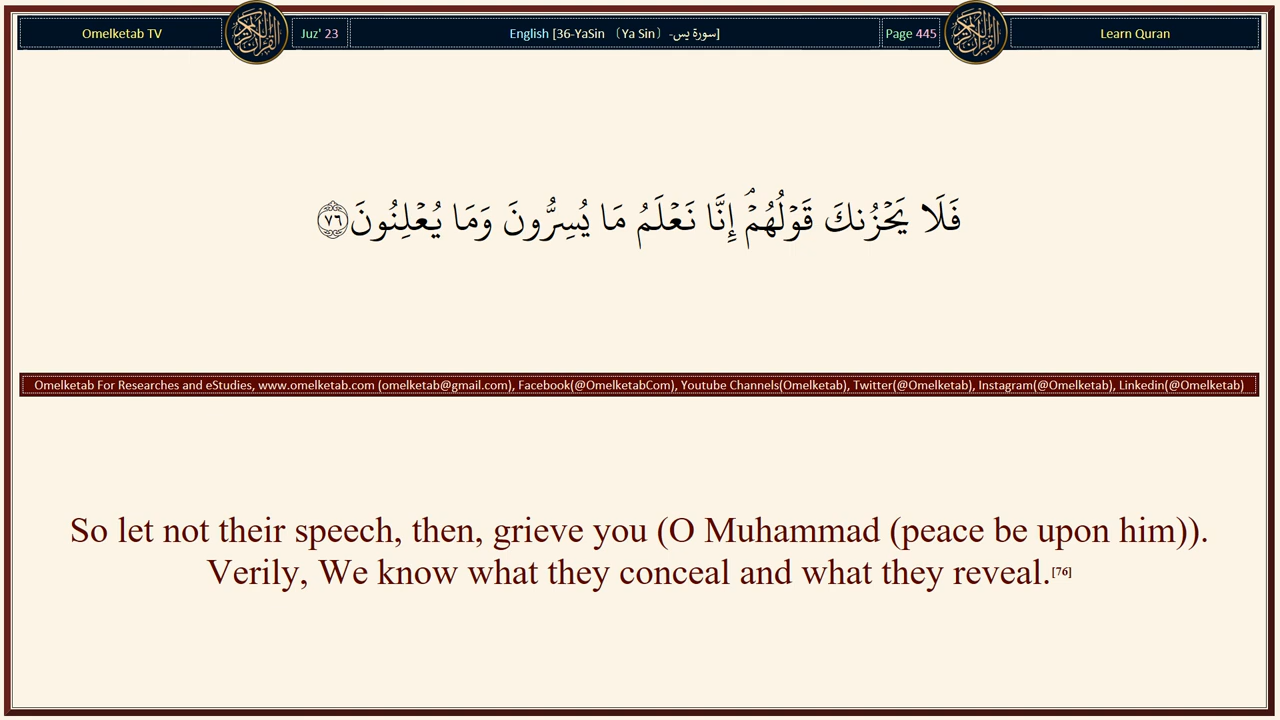 Omelketab TV
Juz' 23
English [36-YaSin （Ya Sin） -سورة يس]
Page 445
Learn Quran
فَلَا يَحْزُنكَ قَوْلُهُمْ ۘ إِنَّا نَعْلَمُ مَا يُسِرُّونَ وَمَا يُعْلِنُونَ ٧٦
Omelketab For Researches and eStudies, www.omelketab.com (omelketab@gmail.com), Facebook(@OmelketabCom), Youtube Channels(Omelketab), Twitter(@Omelketab), Instagram(@Omelketab), Linkedin(@Omelketab)
So let not their speech, then, grieve you (O Muhammad (peace be upon him)).
Verily, We know what they conceal and what they reveal.[76]